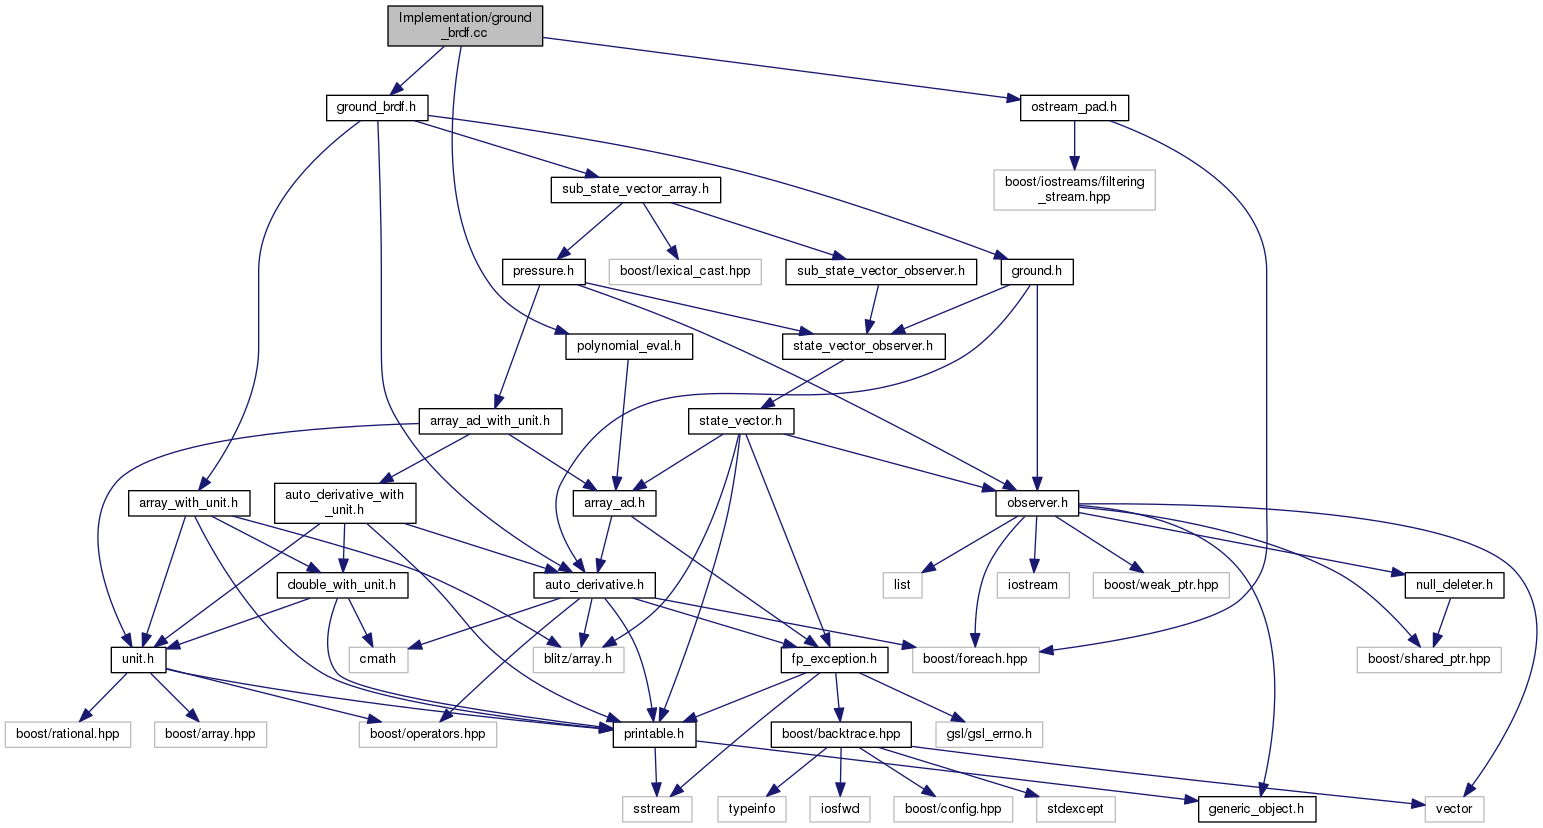 Implementation/ground
_brdf.cc
ground_brdf.h
ostream_pad.h
sub_state_vector_array.h
boost/iostreams/filtering
_stream.hpp
pressure.h
boost/lexical_cast.hpp
sub_state_vector_observer.h
ground.h
polynomial_eval.h
state_vector_observer.h
array_ad_with_unit.h
state_vector.h
array_with_unit.h
auto_derivative_with
_unit.h
array_ad.h
observer.h
double_with_unit.h
auto_derivative.h
list
iostream
boost/weak_ptr.hpp
null_deleter.h
unit.h
cmath
blitz/array.h
fp_exception.h
boost/foreach.hpp
boost/shared_ptr.hpp
boost/rational.hpp
boost/array.hpp
boost/operators.hpp
printable.h
boost/backtrace.hpp
gsl/gsl_errno.h
sstream
typeinfo
iosfwd
boost/config.hpp
stdexcept
generic_object.h
vector